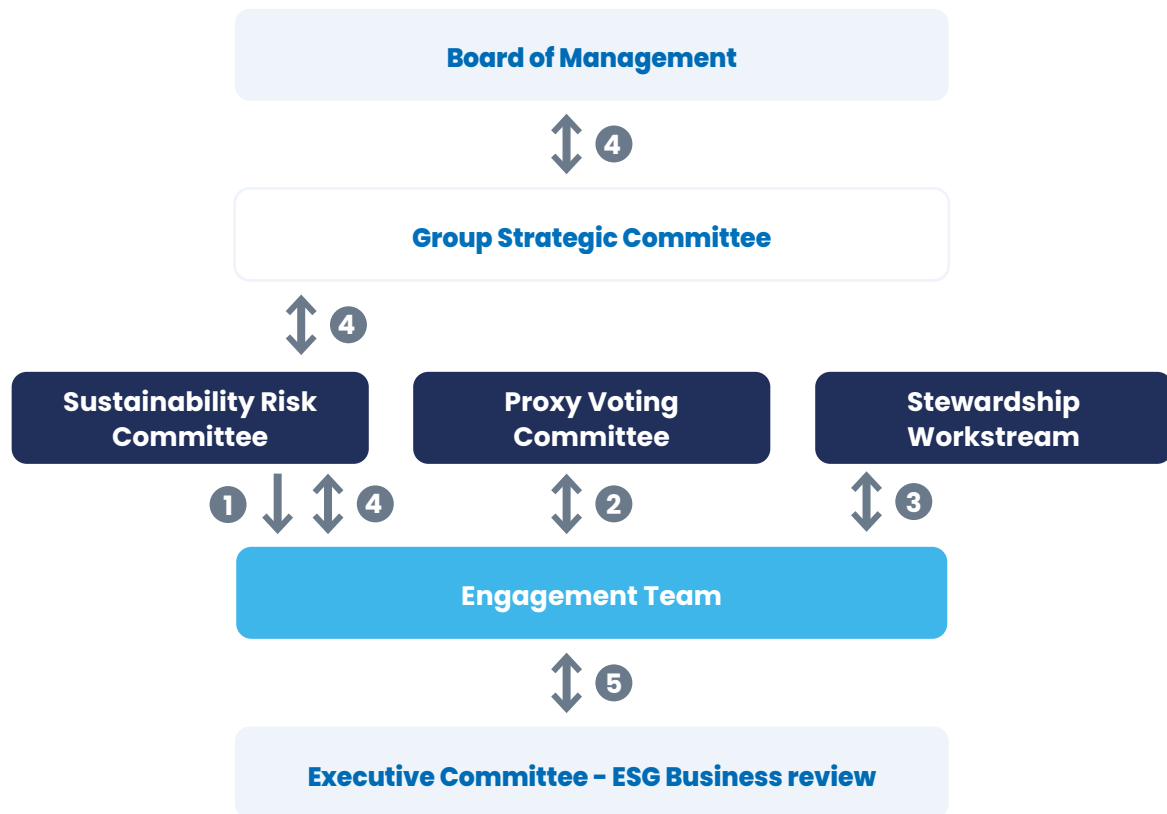 Board of Management
4
Group Strategic Committee
4
Sustainability Risk
Committee
Proxy Voting
Committee
Stewardship
Workstream
1
4
2
3
Engagement Team
5
Executive Committee - ESG Business review